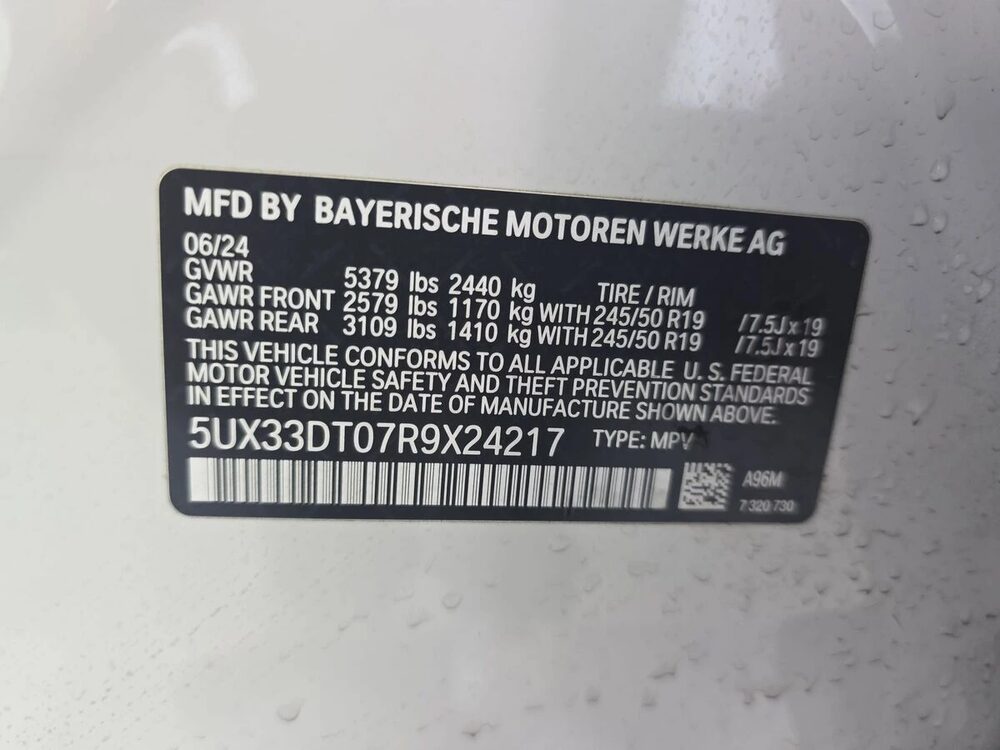 MFD BY BAYERISCHE MOTOREN WERKE AG
06/24
GVWR 5379 lbs 2440 kg TIRE / RIM
GAWR FRONT 2579 lbs 1170 kg WITH 245/50 R19 /7.5J x 19
GAWR REAR 3109 lbs 1410 kg WITH 245/50 R19 /7.5J x 19
THIS VEHICLE CONFORMS TO ALL APPLICABLE U. S. FEDERAL
MOTOR VEHICLE SAFETY AND THEFT PREVENTION STANDARDS
IN EFFECT ON THE DATE OF MANUFACTURE SHOWN ABOVE.
5UX33DT07R9X24217 TYPE: MPV
A96M
7 320 730